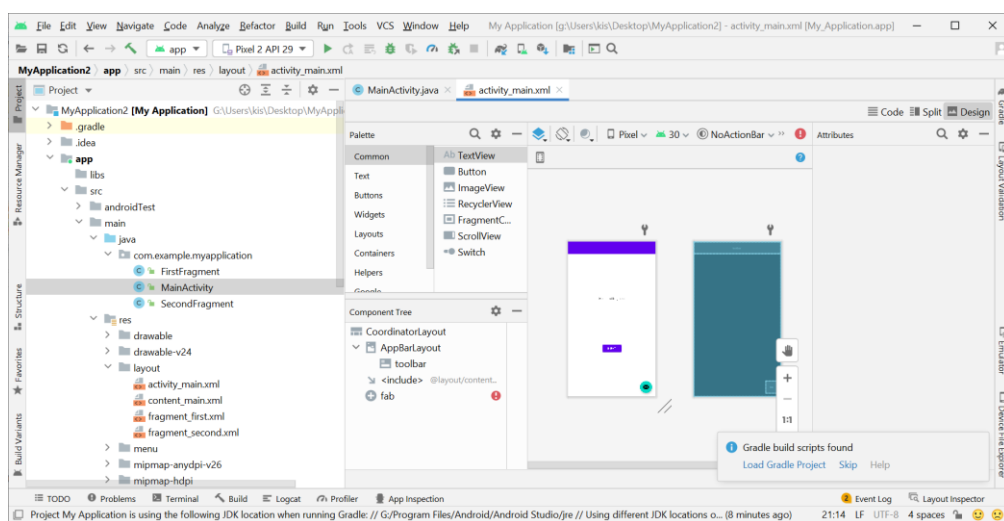 File Edit View Navigate Code Analyze Refactor Build Run Tools VCS Window Help My Application [g:\Users\kis\Desktop\MyApplication2] - activity_main.xml [My_Application.app]
app Pixel 2 API 29
MyApplication2 app src main res layout activity_main.xml
Project
MainActivity.java activity_main.xml
MyApplication2 [My Application] G:\Users\kis\Desktop\MyAppli
.gradle
.idea
app
libs
src
androidTest
main
java
com.example.myapplication
FirstFragment
MainActivity
SecondFragment
res
drawable
drawable-v24
layout
activity_main.xml
content_main.xml
fragment_first.xml
fragment_second.xml
menu
mipmap-anydpi-v26
mipmap-hdpi
Code Split Design
Palette
Common
Text
Buttons
Widgets
Layouts
Containers
Helpers
Google
Ab TextView
Button
ImageView
RecyclerView
FragmentC...
ScrollView
Switch
Component Tree
CoordinatorLayout
AppBarLayout
toolbar
<include> @layout/content...
fab
Pixel 30 NoActionBar
Attributes
1:1
Gradle build scripts found
Load Gradle Project Skip Help
Project
Resource Manager
Structure
Favorites
Build Variants
Gradle
Layout Validation
Emulator
Device File Explorer
TODO Problems Terminal Build Logcat Profiler App Inspection 2 Event Log Layout Inspector
Project My Application is using the following JDK location when running Gradle: // G:/Program Files/Android/Android Studio/jre // Using different JDK locations o... (8 minutes ago) 21:14 LF UTF-8 4 spaces